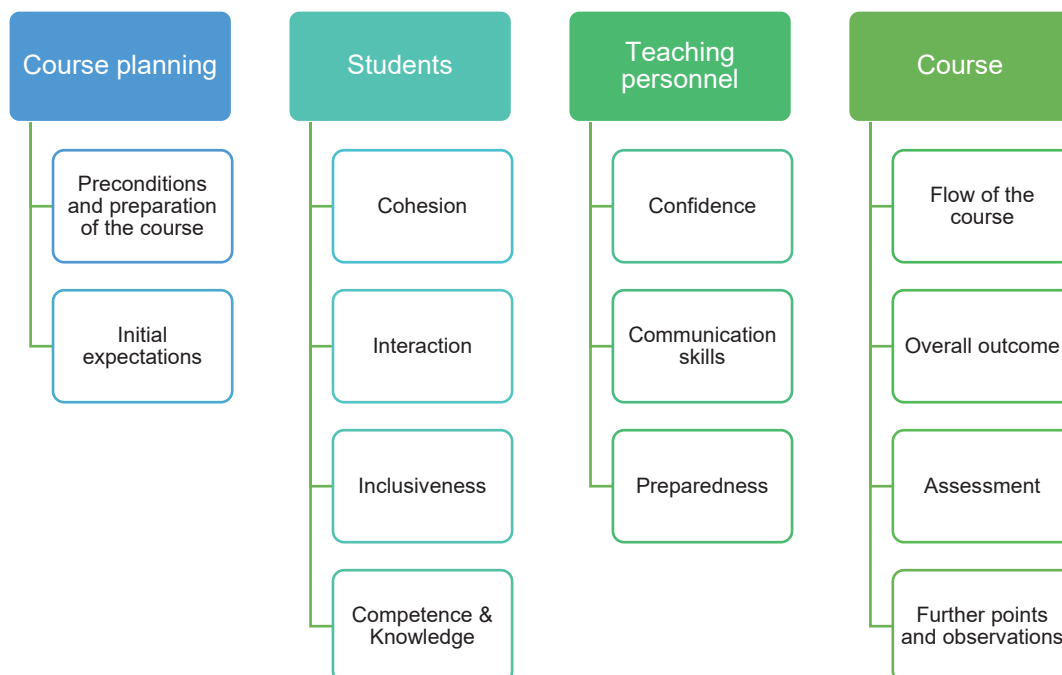 Course planning
Preconditions
and preparation
of the course
Initial
expectations
Students
Cohesion
Interaction
Inclusiveness
Competence &
Knowledge
Teaching
personnel
Confidence
Communication
skills
Preparedness
Course
Flow of the
course
Overall outcome
Assessment
Further points
and observations